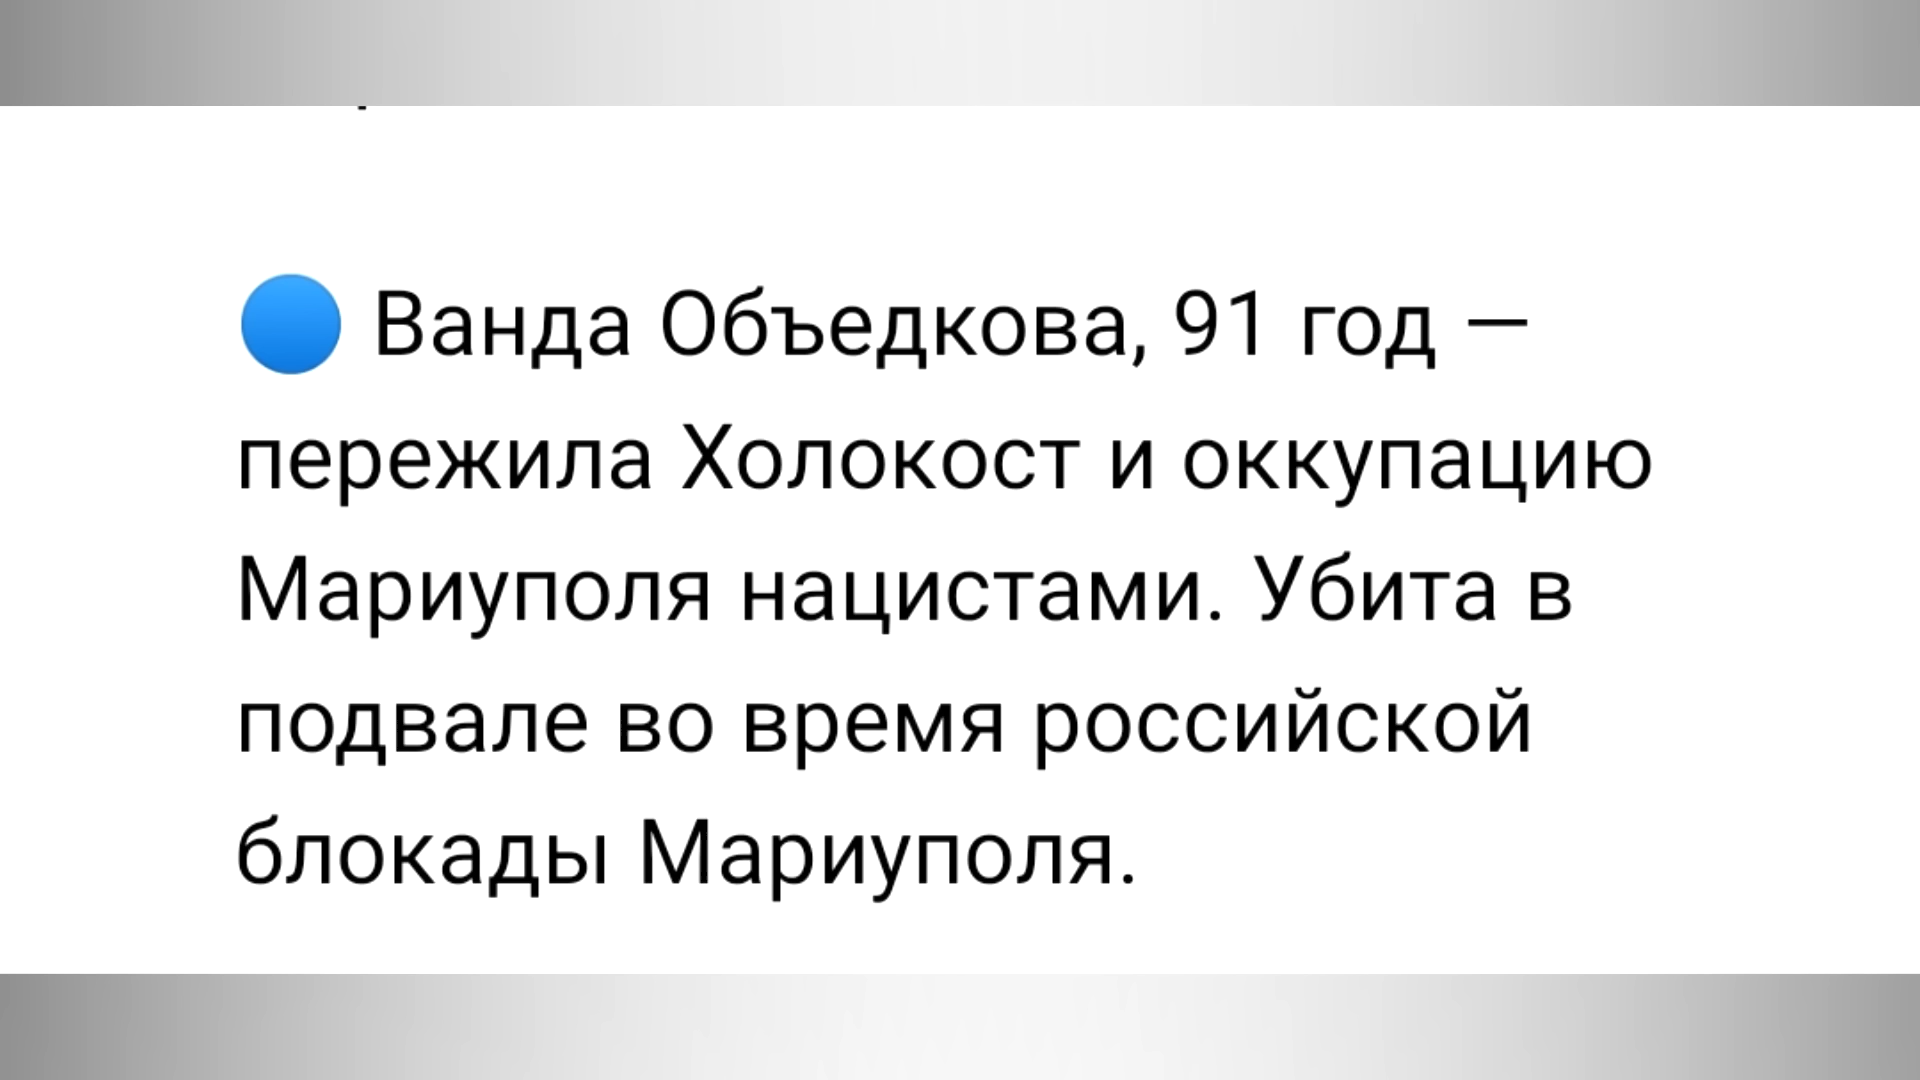 🔵 Ванда Объедкова, 91 год —
пережила Холокост и оккупацию
Мариуполя нацистами. Убита в
подвале во время российской
блокады Мариуполя.